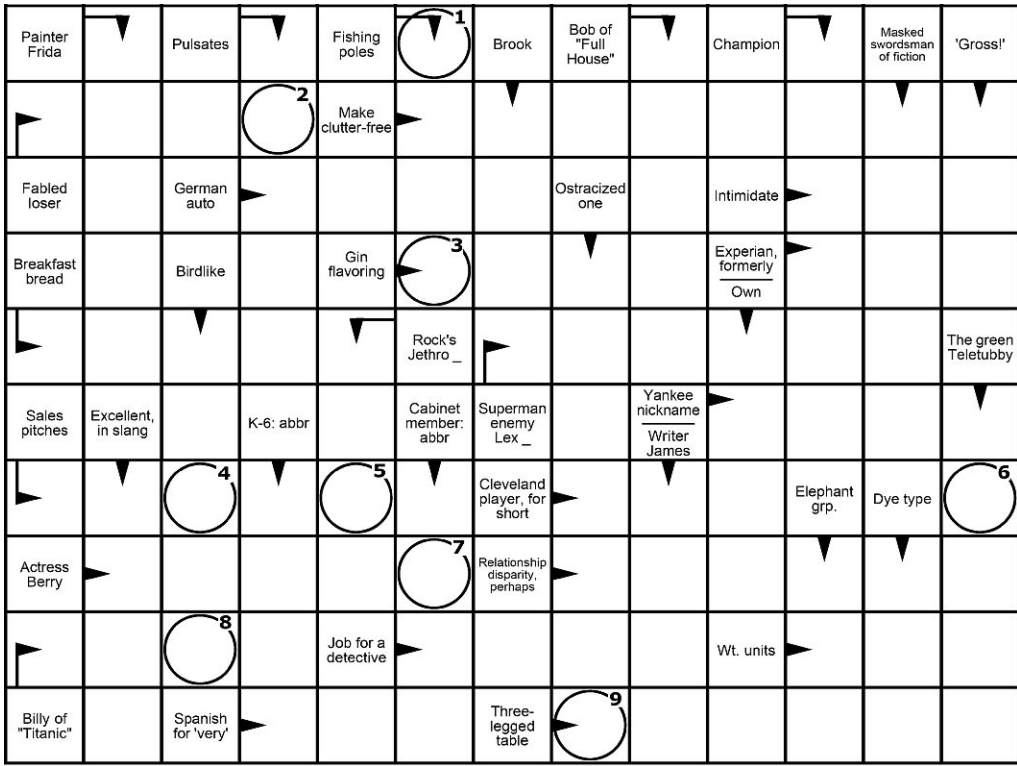 Painter
Frida
Pulsates
Fishing
poles
1
Brook
Bob of
"Full
House"
Champion
Masked
swordsman
of fiction
'Gross!'
2
Make
clutter-free
Fabled
loser
German
auto
Ostracized
one
Intimidate
Breakfast
bread
Birdlike
Gin
flavoring
3
Experian,
formerly
Own
Rock's
Jethro _
The green
Teletubby
Sales
pitches
Excellent,
in slang
K-6: abbr
Cabinet
member:
abbr
Superman
enemy
Lex _
Yankee
nickname
Writer
James
4
5
Cleveland
player, for
short
Elephant
grp.
Dye type
6
Actress
Berry
7
Relationship
disparity,
perhaps
8
Job for a
detective
Wt. units
Billy of
"Titanic"
Spanish
for 'very'
Three-
legged
table
9